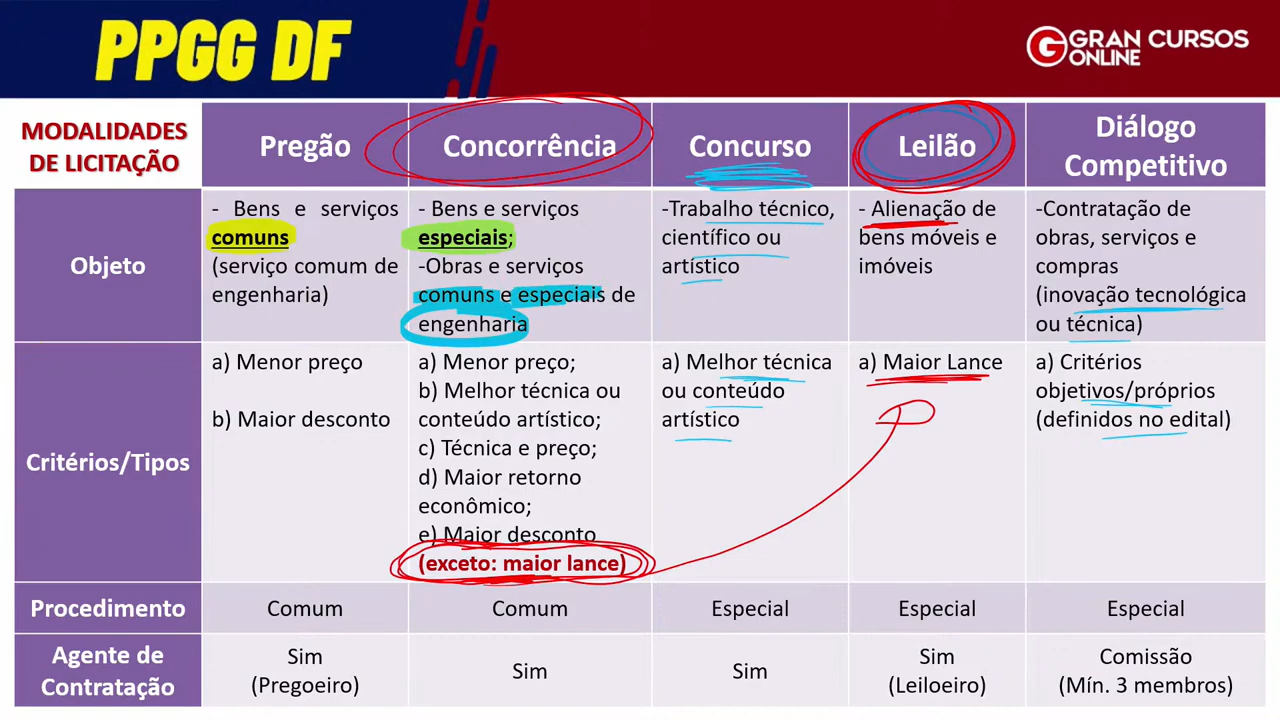 PPGG DF
GRAN CURSOS
ONLINE
MODALIDADES
DE LICITAÇÃO
Pregão
Concorrência
Concurso
Leilão
Diálogo
Competitivo
Objeto
- Bens e serviços
comuns
(serviço comum de
engenharia)
- Bens e serviços
especiais;
-Obras e serviços
comuns e especiais de
engenharia
-Trabalho técnico,
científico ou
artístico
- Alienação de
bens móveis e
imóveis
-Contratação de
obras, serviços e
compras
(inovação tecnológica
ou técnica)
Critérios/Tipos
a) Menor preço
b) Maior desconto
a) Menor preço;
b) Melhor técnica ou
conteúdo artístico;
c) Técnica e preço;
d) Maior retorno
econômico;
e) Maior desconto
(exceto: maior lance)
a) Melhor técnica
ou conteúdo
artístico
a) Maior Lance
a) Critérios
objetivos/próprios
(definidos no edital)
Procedimento
Comum
Comum
Especial
Especial
Especial
Agente de
Contratação
Sim
(Pregoeiro)
Sim
Sim
Sim
(Leiloeiro)
Comissão
(Mín. 3 membros)